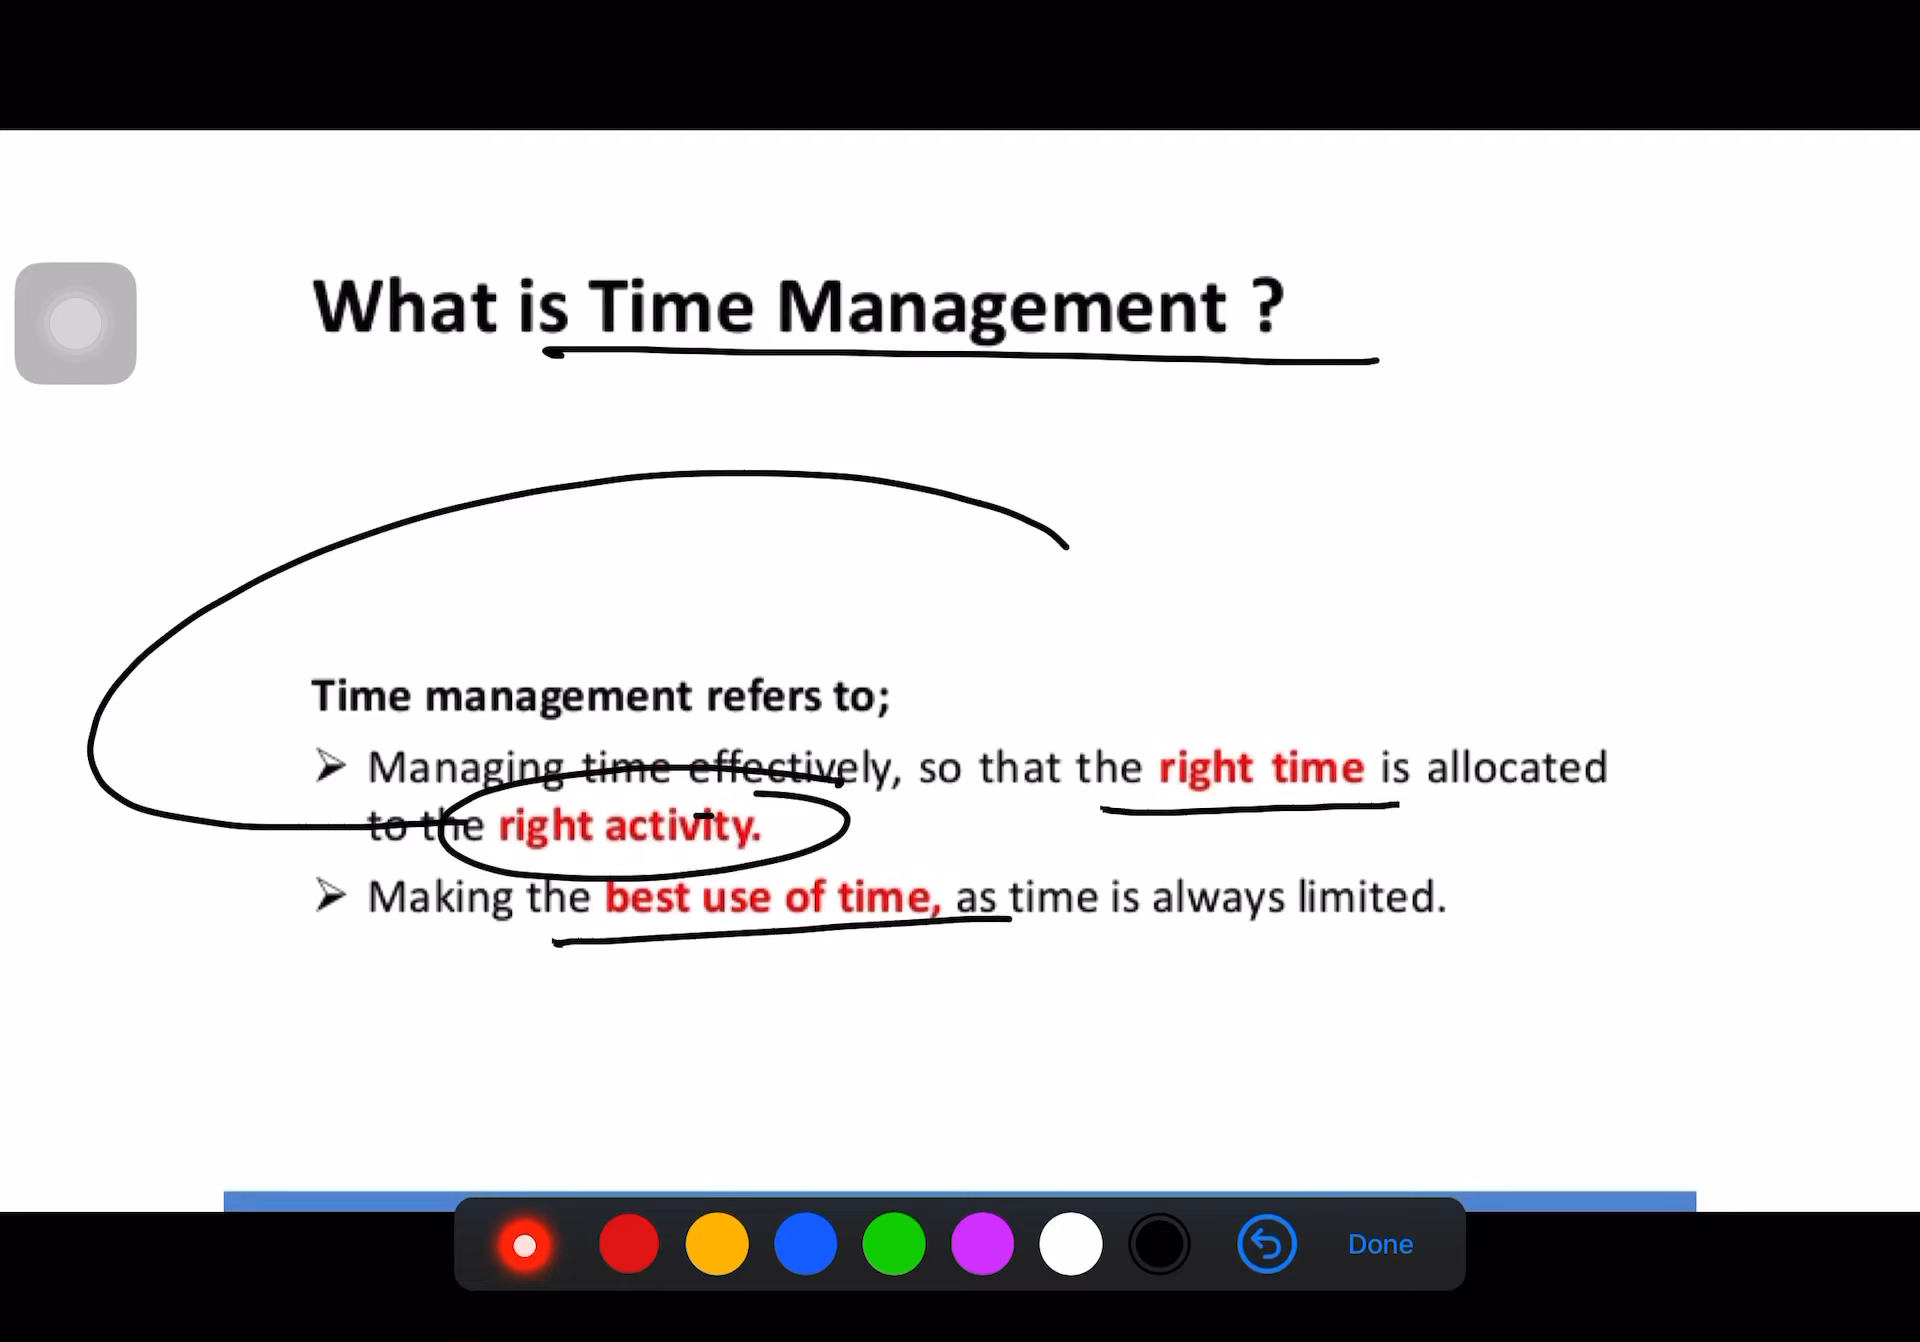 What is Time Management ?
Time management refers to;
➢ Managing time effectively, so that the right time is allocated
to the right activity.
➢ Making the best use of time, as time is always limited.
Done